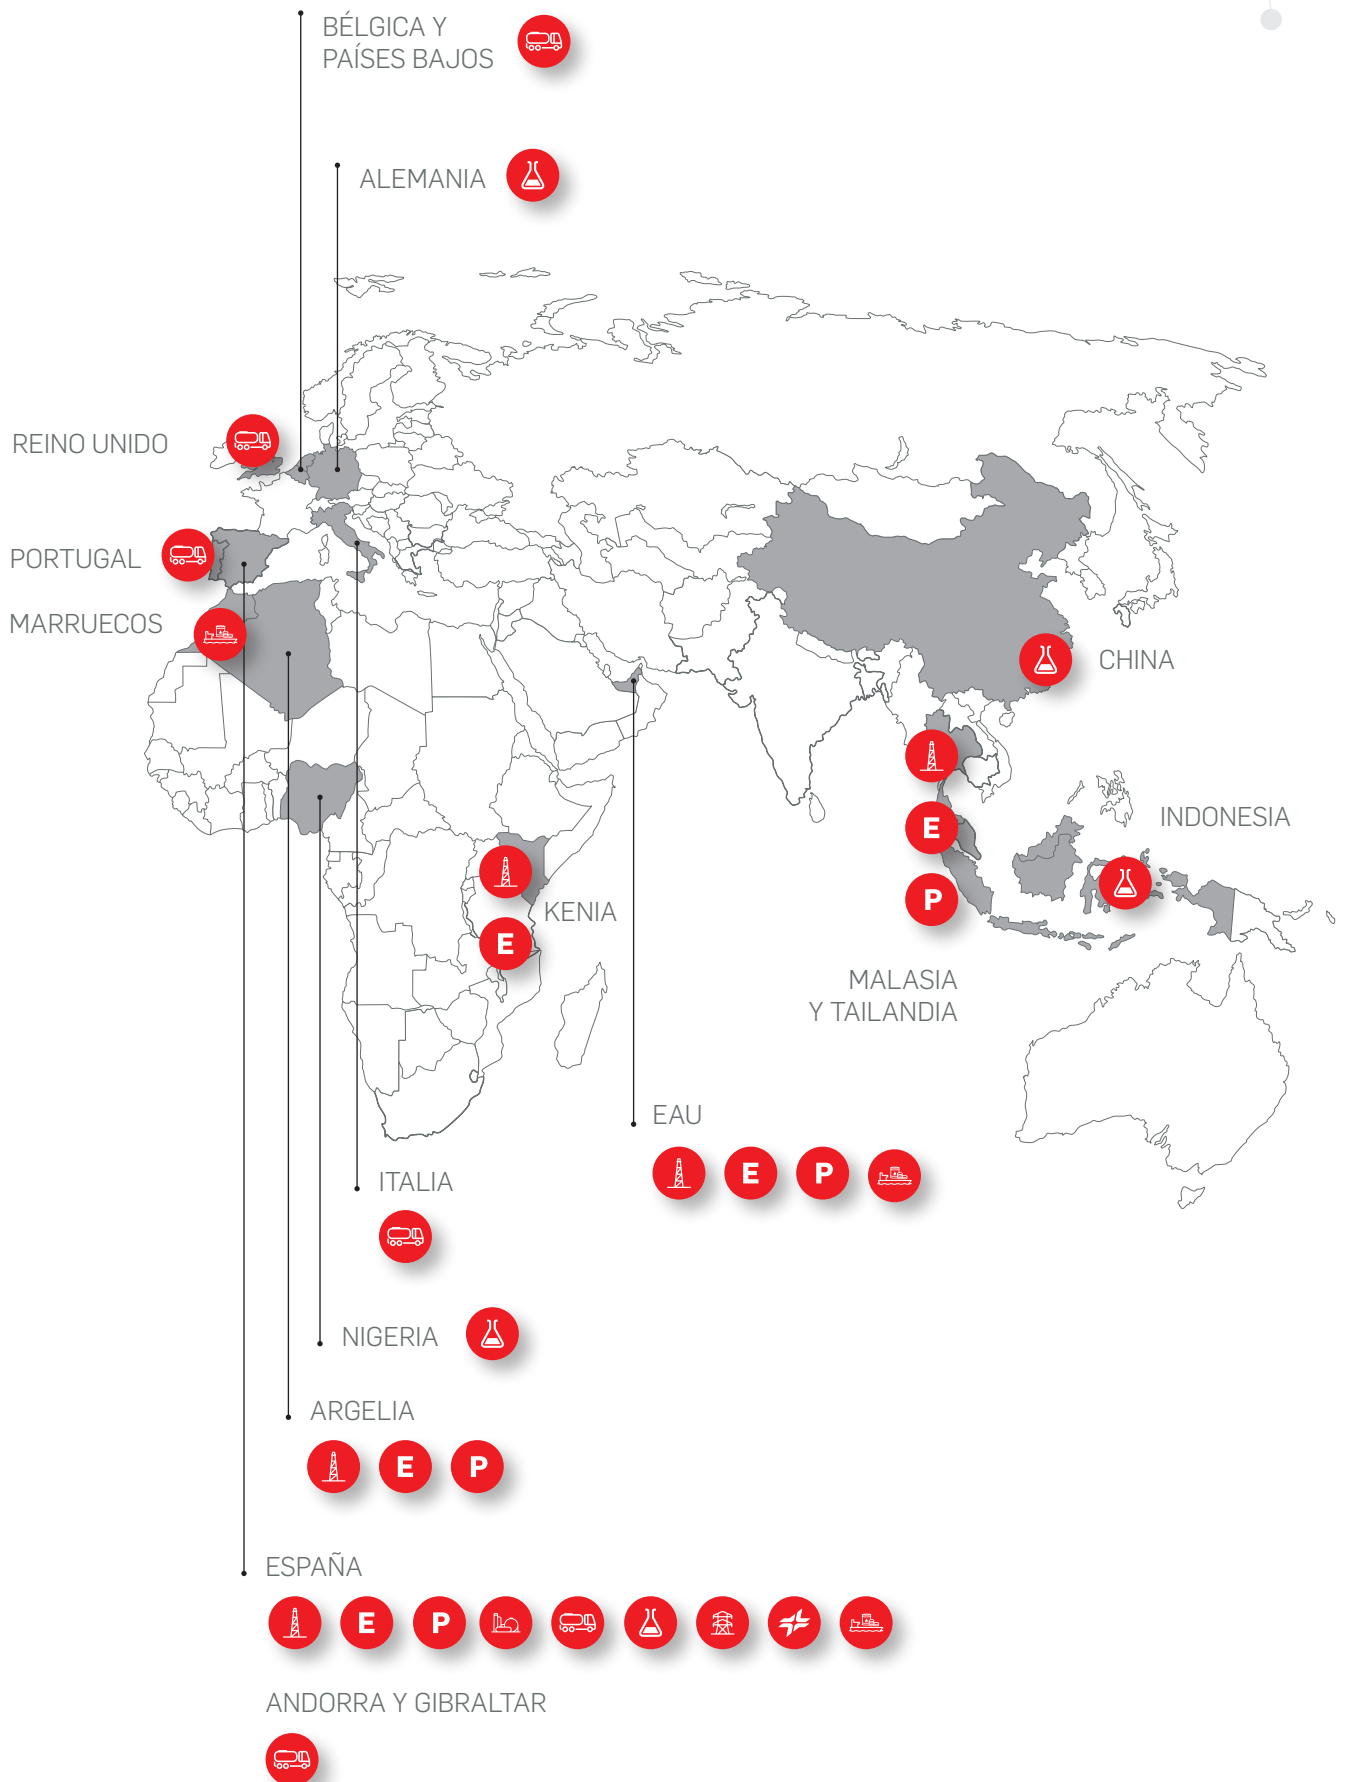 BÉLGICA Y
PAÍSES BAJOS
ALEMANIA
REINO UNIDO
PORTUGAL
MARRUECOS
CHINA
INDONESIA
E
P
KENIA
E
MALASIA
Y TAILANDIA
EAU
E P
ITALIA
NIGERIA
ARGELIA
E P
ESPAÑA
E P
ANDORRA Y GIBRALTAR